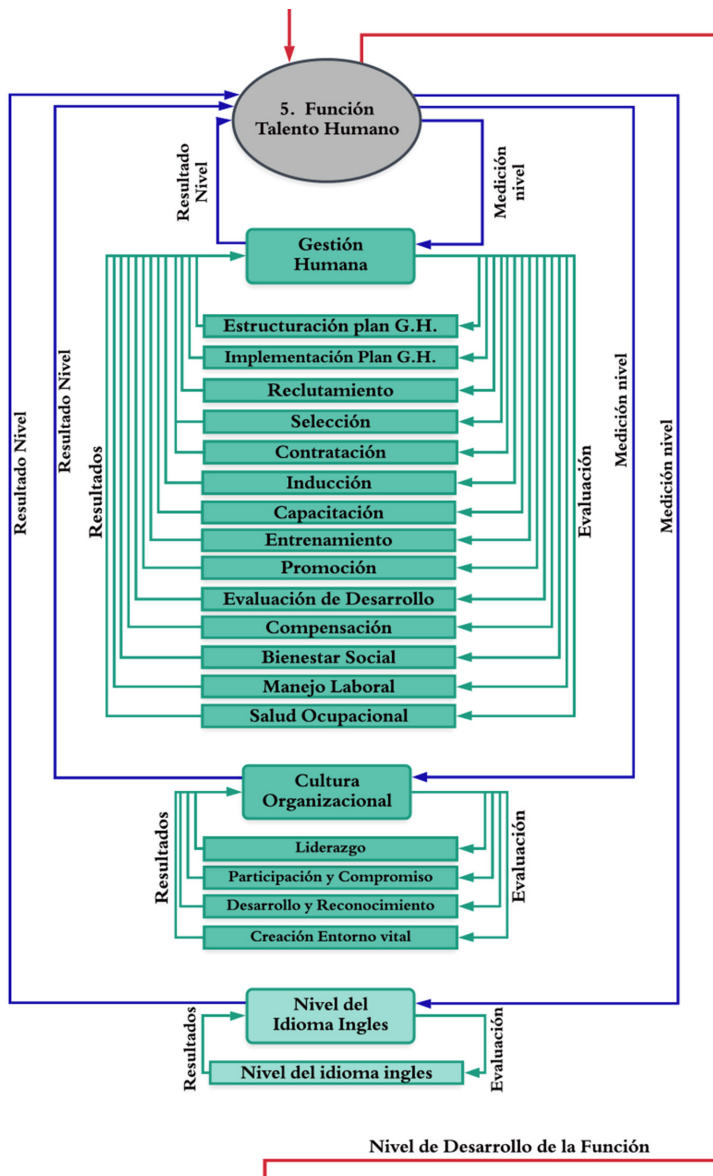 5. Función
Talento Humano
Resultado
Nivel
Medición
nivel
Gestión
Humana
Estructuración plan G.H.
Implementación Plan G.H.
Reclutamiento
Selección
Contratación
Inducción
Capacitación
Entrenamiento
Promoción
Evaluación de Desarrollo
Compensación
Bienestar Social
Manejo Laboral
Salud Ocupacional
Resultado Nivel
Resultado Nivel
Resultados
Evaluación
Medición nivel
Medición nivel
Cultura
Organizacional
Resultados
Evaluación
Liderazgo
Participación y Compromiso
Desarrollo y Reconocimiento
Creación Entorno vital
Nivel del
Idioma Ingles
Resultados
Evaluación
Nivel del idioma ingles
Nivel de Desarrollo de la Función